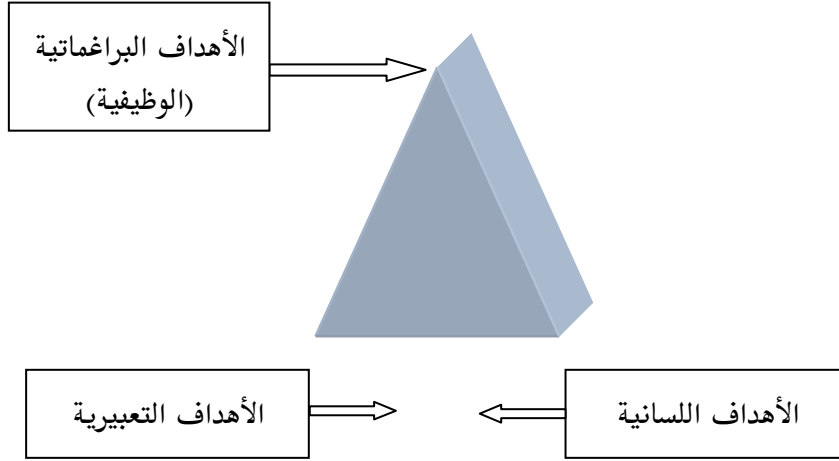 الأهداف البراغماتية
(الوظيفية)
الأهداف اللسانية
الأهداف التعبيرية